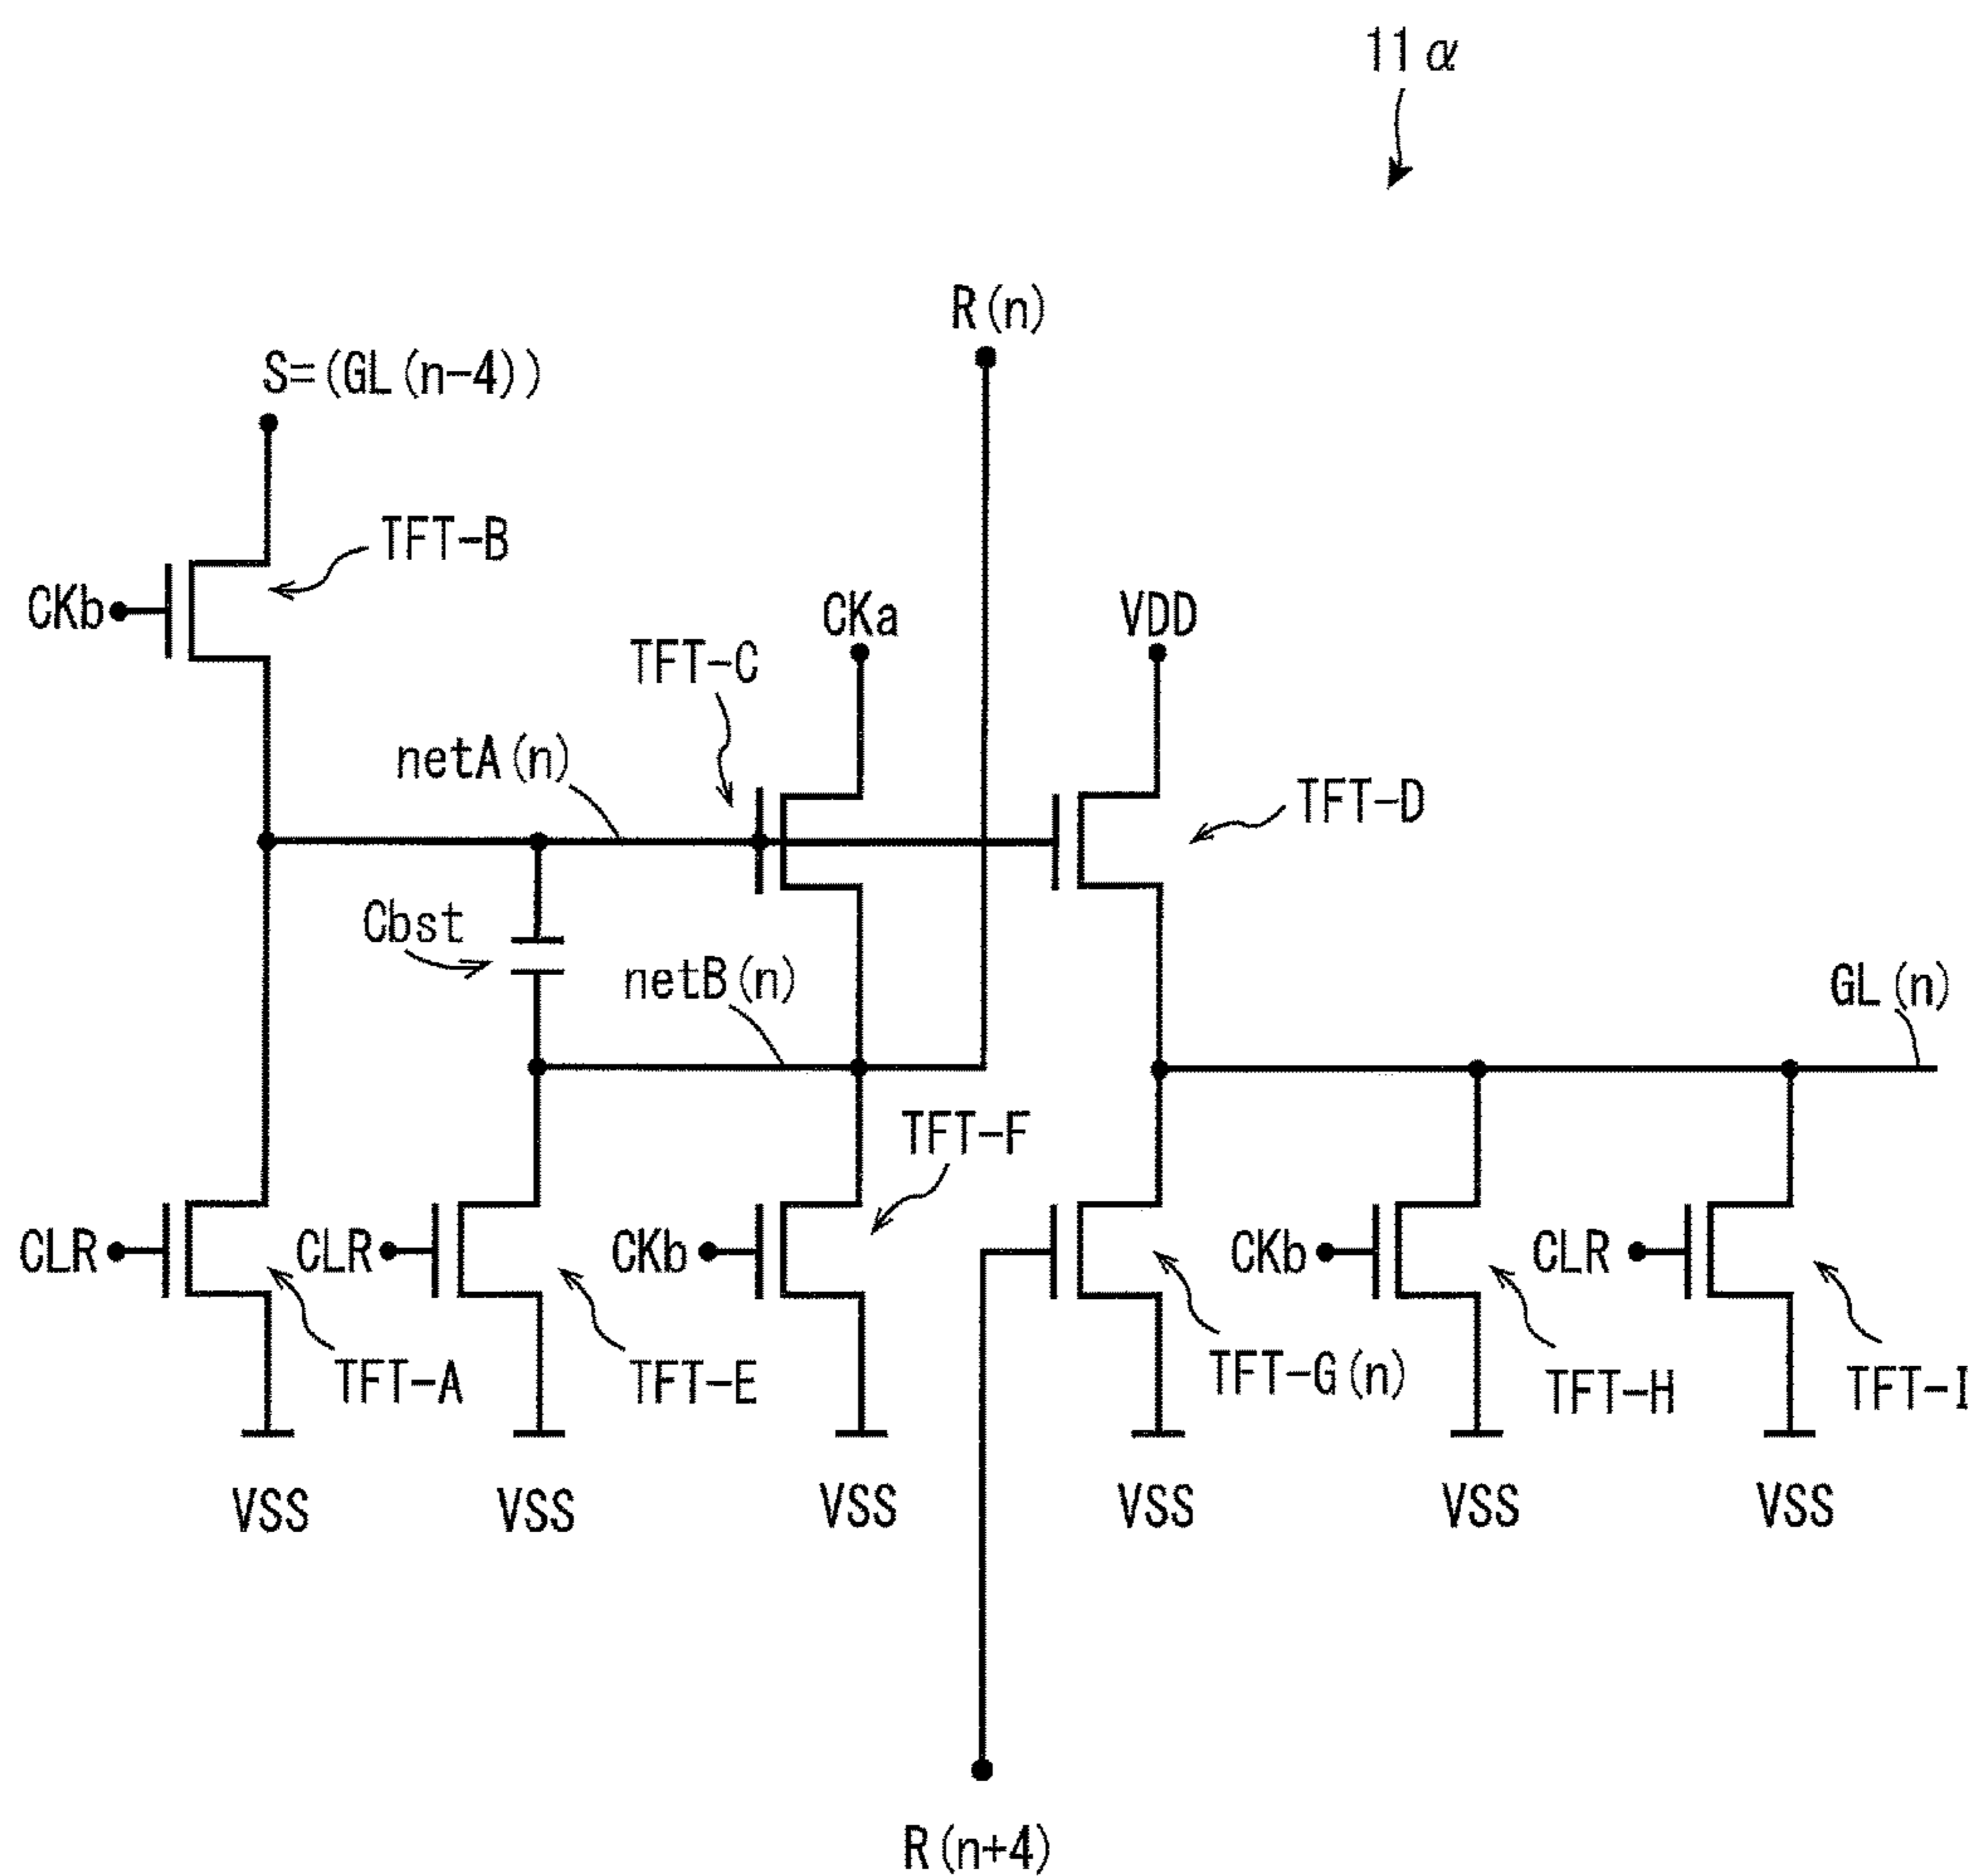 11α
R(n)
S=(GL(n-4))
TFT-B
CKb
CKa
VDD
TFT-C
netA(n)
TFT-D
Cbst
netB(n)
GL(n)
TFT-F
CLR
CLR
CKb
CKb
CLR
TFT-A
TFT-E
TFT-G(n)
TFT-H
TFT-I
VSS
VSS
VSS
VSS
VSS
VSS
R(n+4)